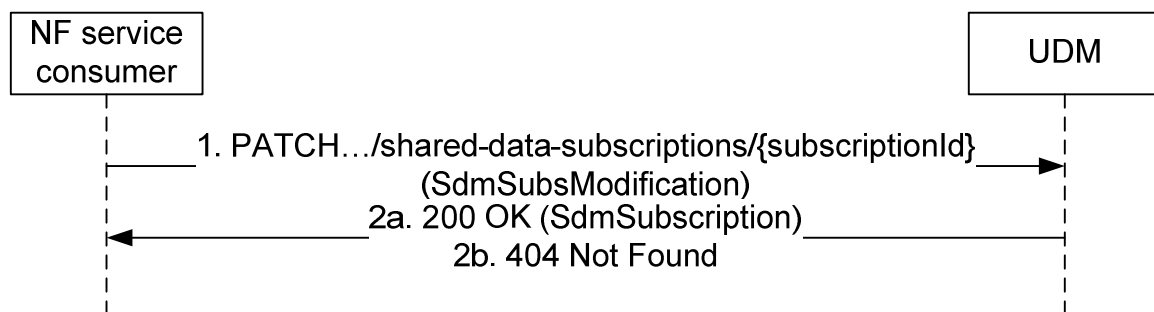 NF service
consumer
UDM
1. PATCH…/shared-data-subscriptions/{subscriptionId}
(SdmSubsModification)
2a. 200 OK (SdmSubscription)
2b. 404 Not Found